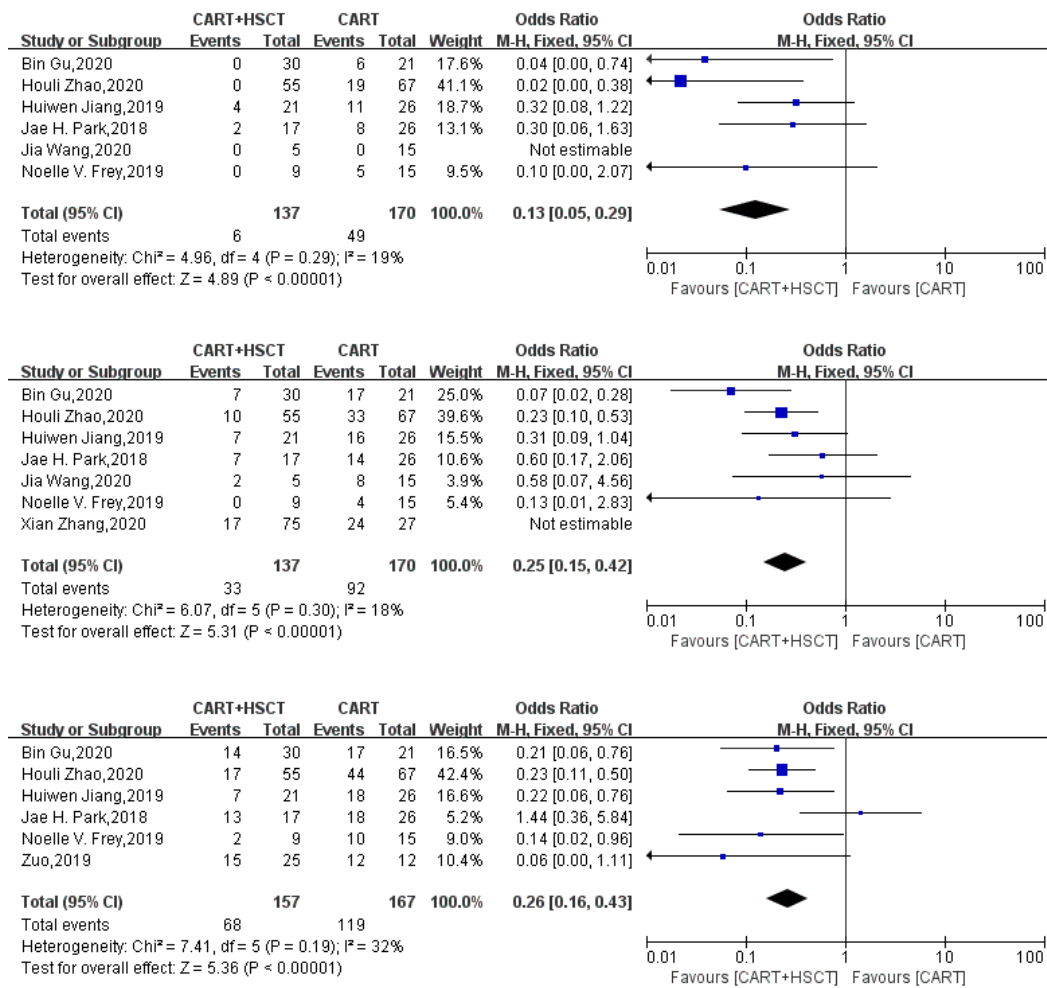 CART+HSCT CART Odds Ratio Odds Ratio
Study or Subgroup Events Total Events Total Weight M-H, Fixed, 95% CI M-H, Fixed, 95% CI
Bin Gu,2020 0 30 6 21 17.6% 0.04 [0.00, 0.74]
Houli Zhao,2020 0 55 19 67 41.1% 0.02 [0.00, 0.38]
Huiwen Jiang,2019 4 21 11 26 18.7% 0.32 [0.08, 1.22]
Jae H. Park,2018 2 17 8 26 13.1% 0.30 [0.06, 1.63]
Jia Wang,2020 0 5 0 15 Not estimable
Noelle V. Frey,2019 0 9 5 15 9.5% 0.10 [0.00, 2.07]
Total (95% CI) 137 170 100.0% 0.13 [0.05, 0.29]
Total events 6 49
Heterogeneity: Chi² = 4.96, df = 4 (P = 0.29); I² = 19%
Test for overall effect: Z = 4.89 (P < 0.00001)
0.01 0.1 1 10 100
Favours [CART+HSCT] Favours [CART]
CART+HSCT CART Odds Ratio Odds Ratio
Study or Subgroup Events Total Events Total Weight M-H, Fixed, 95% CI M-H, Fixed, 95% CI
Bin Gu,2020 7 30 17 21 25.0% 0.07 [0.02, 0.28]
Houli Zhao,2020 10 55 33 67 39.6% 0.23 [0.10, 0.53]
Huiwen Jiang,2019 7 21 16 26 15.5% 0.31 [0.09, 1.04]
Jae H. Park,2018 7 17 14 26 10.6% 0.60 [0.17, 2.06]
Jia Wang,2020 2 5 8 15 3.9% 0.58 [0.07, 4.56]
Noelle V. Frey,2019 0 9 4 15 5.4% 0.13 [0.01, 2.83]
Xian Zhang,2020 17 75 24 27 Not estimable
Total (95% CI) 137 170 100.0% 0.25 [0.15, 0.42]
Total events 33 92
Heterogeneity: Chi² = 6.07, df = 5 (P = 0.30); I² = 18%
Test for overall effect: Z = 5.31 (P < 0.00001)
0.01 0.1 1 10 100
Favours [CART+HSCT] Favours [CART]
CART+HSCT CART Odds Ratio Odds Ratio
Study or Subgroup Events Total Events Total Weight M-H, Fixed, 95% CI M-H, Fixed, 95% CI
Bin Gu,2020 14 30 17 21 16.5% 0.21 [0.06, 0.76]
Houli Zhao,2020 17 55 44 67 42.4% 0.23 [0.11, 0.50]
Huiwen Jiang,2019 7 21 18 26 16.6% 0.22 [0.06, 0.76]
Jae H. Park,2018 13 17 18 26 5.2% 1.44 [0.36, 5.84]
Noelle V. Frey,2019 2 9 10 15 9.0% 0.14 [0.02, 0.96]
Zuo,2019 15 25 12 12 10.4% 0.06 [0.00, 1.11]
Total (95% CI) 157 167 100.0% 0.26 [0.16, 0.43]
Total events 68 119
Heterogeneity: Chi² = 7.41, df = 5 (P = 0.19); I² = 32%
Test for overall effect: Z = 5.36 (P < 0.00001)
0.01 0.1 1 10 100
Favours [CART+HSCT] Favours [CART]